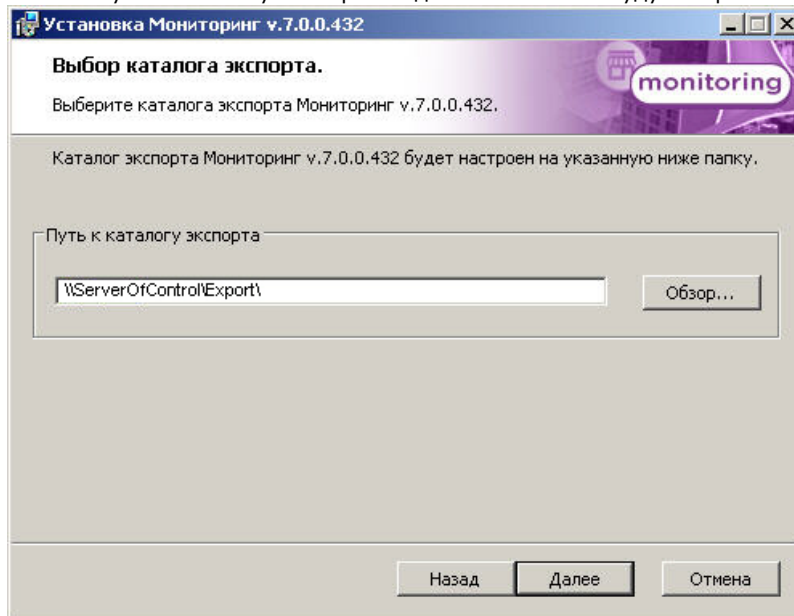 Установка Мониторинг v.7.0.0.432
Выбор каталога экспорта.
monitoring
Выберите каталога экспорта Мониторинг v.7.0.0.432.
Каталог экспорта Мониторинг v.7.0.0.432 будет настроен на указанную ниже папку.
Путь к каталогу экспорта
\\ServerOfControl\Export\
Обзор...
Назад
Далее
Отмена